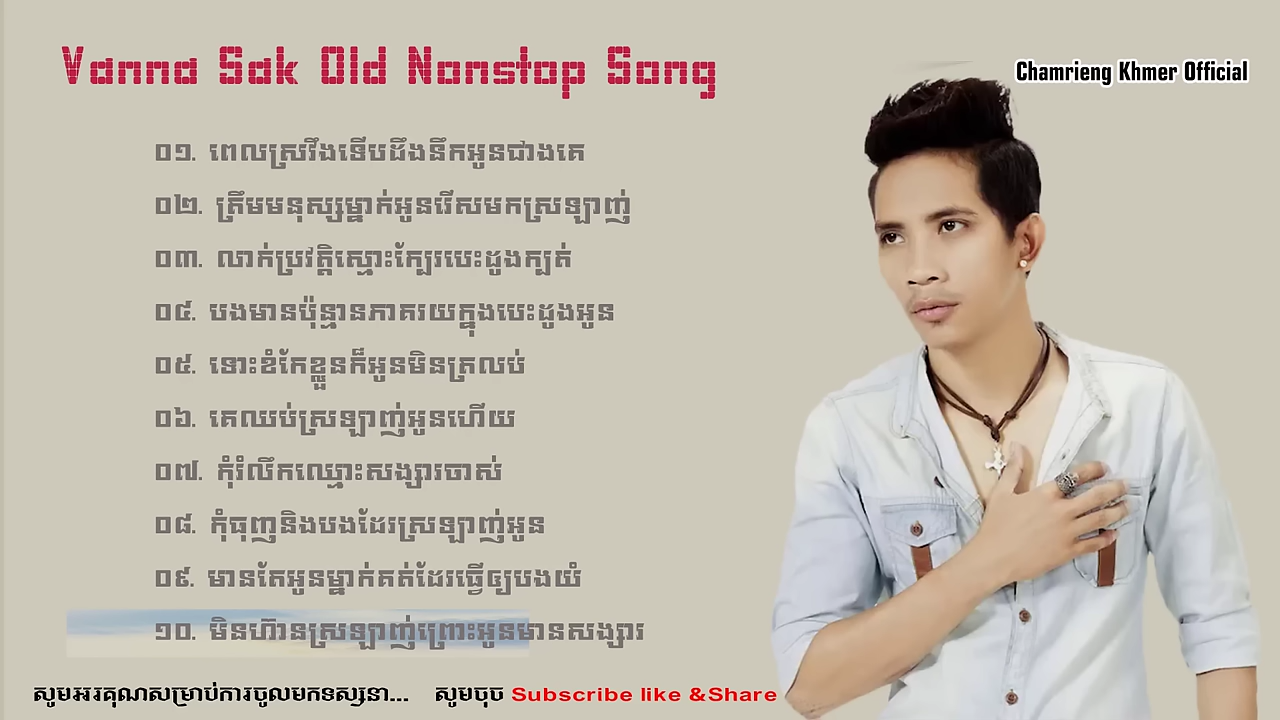 Vanna Sak Old Nonstop Song
Chamrieng Khmer Official
០១. ពេលស្រវឹងទើបដឹងនឹកអូនជាងគេ
០២. ត្រឹមមនុស្សម្នាក់អូនរើសមកស្រឡាញ់
០៣. លាក់ប្រវត្តិស្មោះក្បែរបេះដូងក្បត់
០៤. បងមានប៉ុន្មានភាគរយក្នុងបេះដូងអូន
០៥. ទោះខំកែខ្លួនក៏អូនមិនត្រលប់
០៦. គេឈប់ស្រឡាញ់អូនហើយ
០៧. កុំរំលឹកឈ្មោះសង្សារចាស់
០៨. កុំធុញនិងបងដែរស្រឡាញ់អូន
០៩. មានតែអូនម្នាក់គត់ដែរធ្វើឲ្យបងយំ
១០. មិនហ៊ានស្រឡាញ់ព្រោះអូនមានសង្សារ
សូមអរគុណសម្រាប់ការចូលមកទស្សនា... សូមចុច Subscribe like &Share